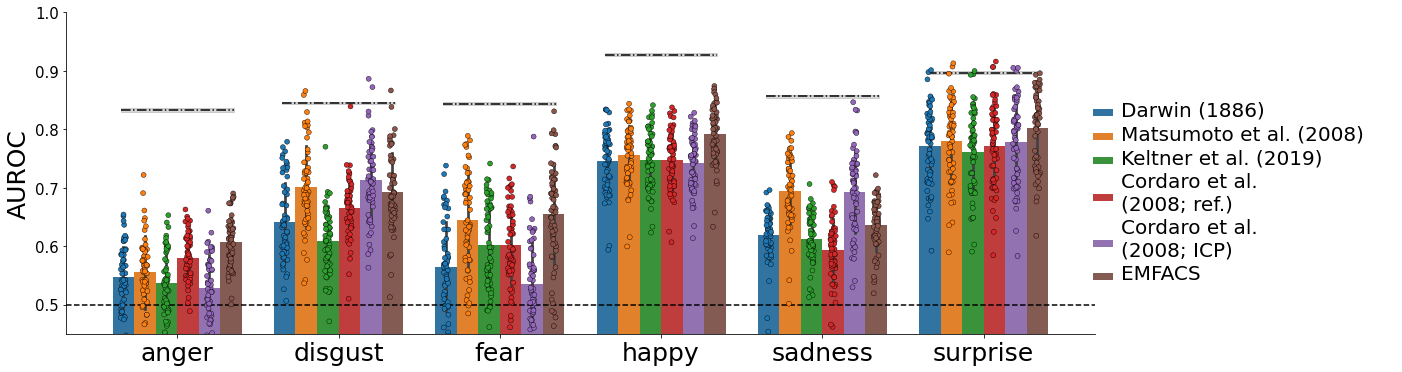 AUROC
1.0
0.9
0.8
0.7
0.6
0.5
anger
disgust
fear
happy
sadness
surprise
Darwin (1886)
Matsumoto et al. (2008)
Keltner et al. (2019)
Cordaro et al.
(2008; ref.)
Cordaro et al.
(2008; ICP)
EMFACS